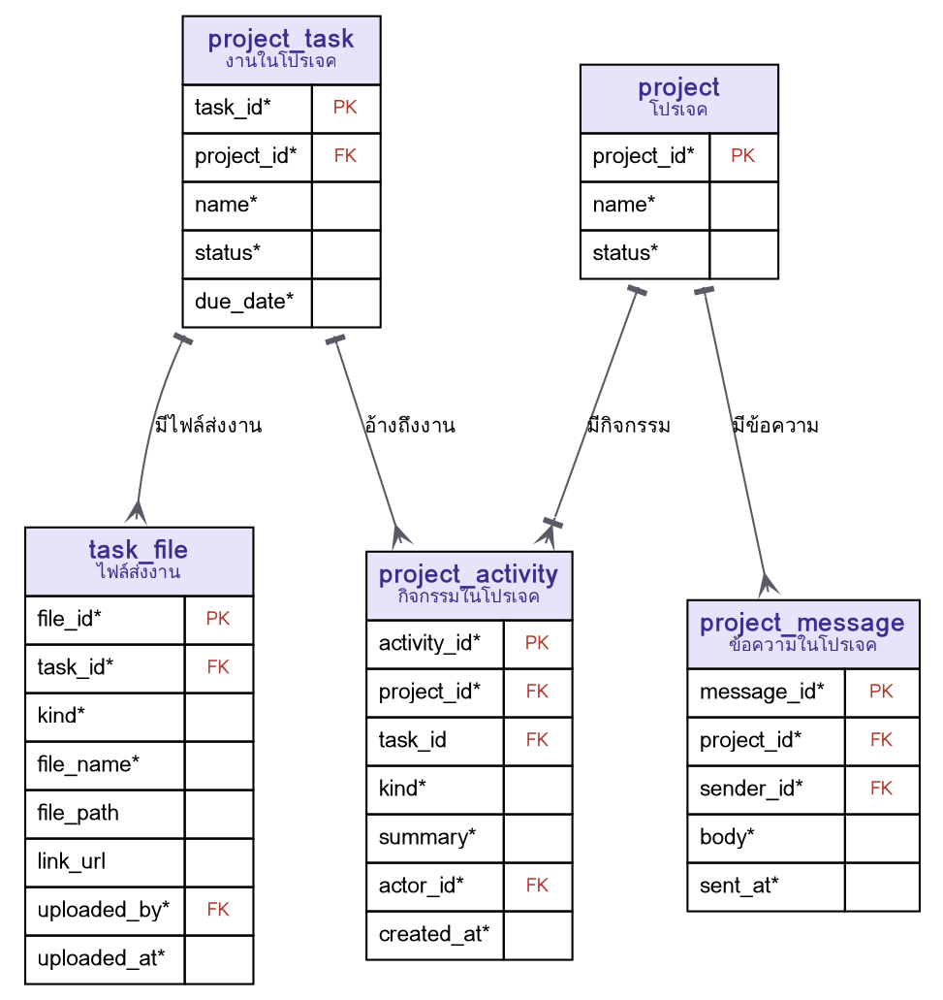 project_task
งานในโปรเจค
task_id* PK
project_id* FK
name*
status*
due_date*
project
โปรเจค
project_id* PK
name*
status*
มีไฟล์ส่งงาน
อ้างถึงงาน
มีกิจกรรม
มีข้อความ
task_file
ไฟล์ส่งงาน
file_id* PK
task_id* FK
kind*
file_name*
file_path
link_url
uploaded_by* FK
uploaded_at*
project_activity
กิจกรรมในโปรเจค
activity_id* PK
project_id* FK
task_id FK
kind*
summary*
actor_id* FK
created_at*
project_message
ข้อความในโปรเจค
message_id* PK
project_id* FK
sender_id* FK
body*
sent_at*